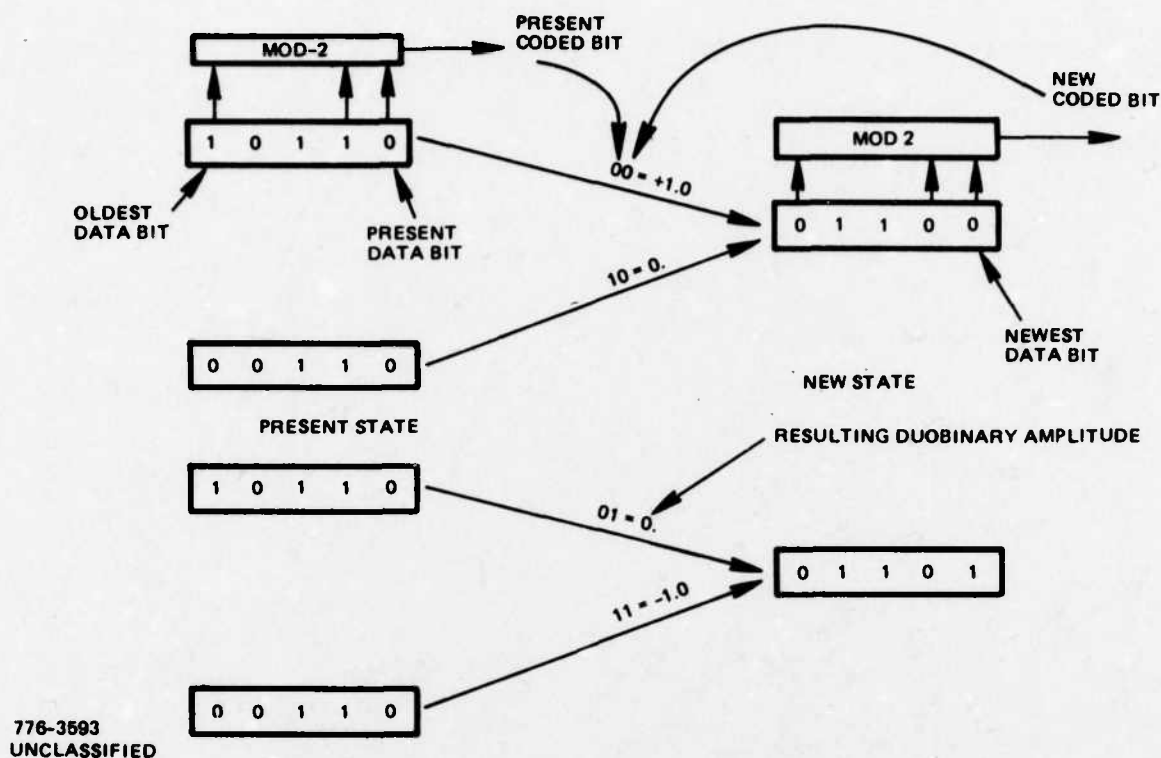 PRESENT
CODED BIT
MOD-2
NEW
CODED BIT
1 0 1 1 0
MOD 2
00 = +1.0
OLDEST
DATA BIT
PRESENT
DATA BIT
0 1 1 0 0
10 = 0.
NEWEST
DATA BIT
0 0 1 1 0
NEW STATE
PRESENT STATE
RESULTING DUOBINARY AMPLITUDE
1 0 1 1 0
01 = 0.
0 1 1 0 1
11 = -1.0
0 0 1 1 0
776-3593
UNCLASSIFIED